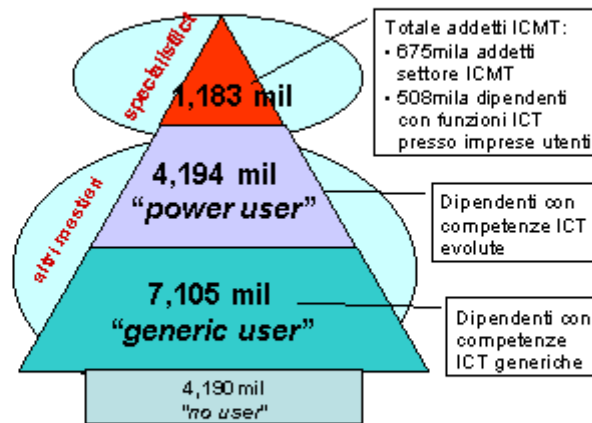 specialisti ict
1,183 mil
Totale addetti ICMT:
• 675mila addetti
settore ICMT
• 508mila dipendenti
con funzioni ICT
presso imprese utenti
altri mestieri
4,194 mil
“power user”
Dipendenti con
competenze ICT
evolute
7,105 mil
“generic user”
Dipendenti con
competenze
ICT generiche
4,190 mil
"no user"